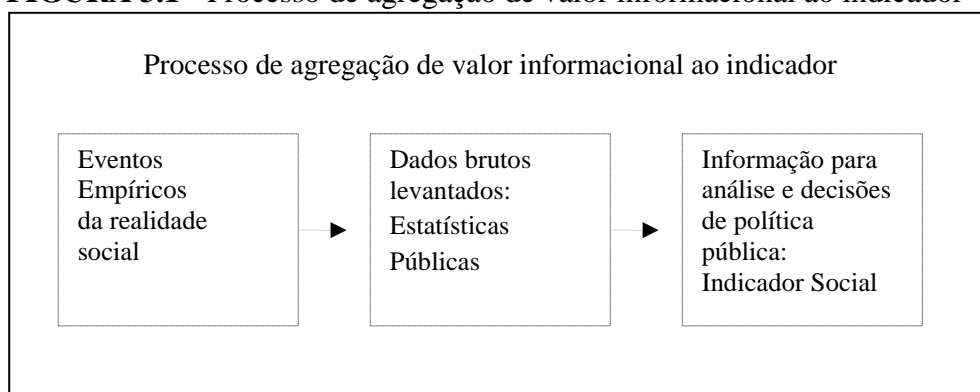 FIGURA 3.1 - Processo de agregação de valor informacional ao indicador
Processo de agregação de valor informacional ao indicador
Eventos
Empíricos
da realidade
social
Dados brutos
levantados:
Estatísticas
Públicas
Informação para
análise e decisões
de política
pública:
Indicador Social